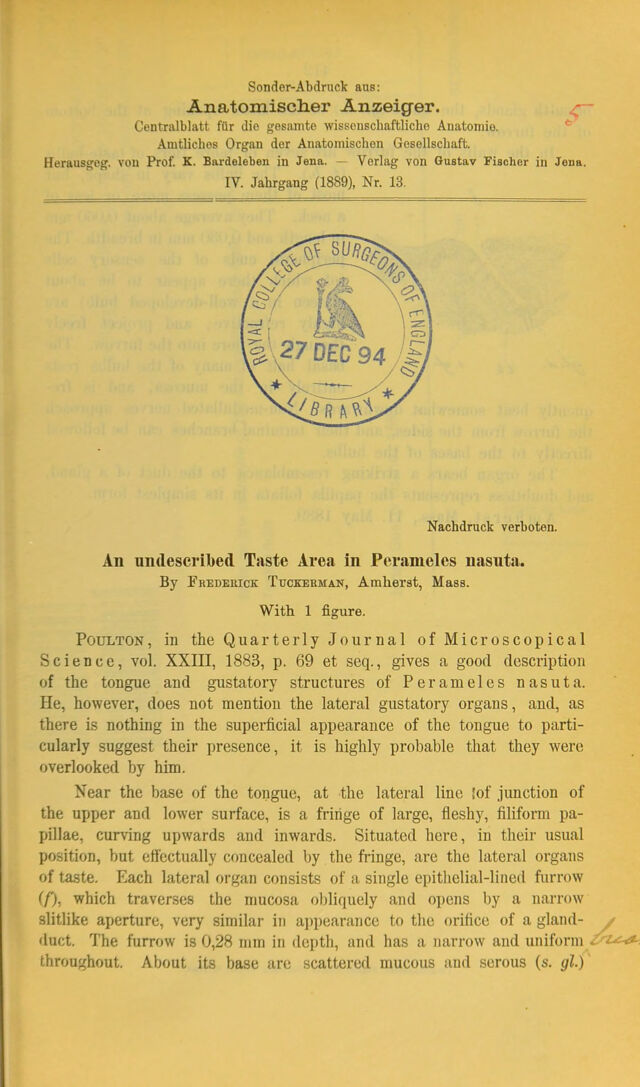 Sonder-Abdruck aus:
Anatomischer Anzeiger.
Centralblatt für die gesamte wissenschaftliche Anatomie.
Amtliches Organ der Anatomischen Gesellschaft.
Herausgeg. von Prof. K. Bardeleben in Jena. — Verlag von Gustav Fischer in Jena.
IV. Jahrgang (1889), Nr. 13.
5
ROYAL COLLEGE OF SURGEONS OF ENGLAND
27 DEC 94
★ LIBRARY ★
Nachdruck verboten.
An undescribed Taste Area in Perameles nasuta.
By Frederick Tuckerman, Amherst, Mass.
With 1 figure.
Poulton, in the Quarterly Journal of Microscopical
Science, vol. XXIII, 1883, p. 69 et seq., gives a good description
of the tongue and gustatory structures of Perameles nasuta.
He, however, does not mention the lateral gustatory organs, and, as
there is nothing in the superficial appearance of the tongue to parti-
cularly suggest their presence, it is highly probable that they were
overlooked by him.
Near the base of the tongue, at the lateral line [of junction of
the upper and lower surface, is a fringe of large, fleshy, filiform pa-
pillae, curving upwards and inwards. Situated here, in their usual
position, but effectually concealed by the fringe, are the lateral organs
of taste. Each lateral organ consists of a single epithelial-lined furrow
(f), which traverses the mucosa obliquely and opens by a narrow
slitlike aperture, very similar in appearance to the orifice of a gland-
duct. The furrow is 0,28 mm in depth, and has a narrow and uniform
throughout. About its base are scattered mucous and serous (s. gl.)